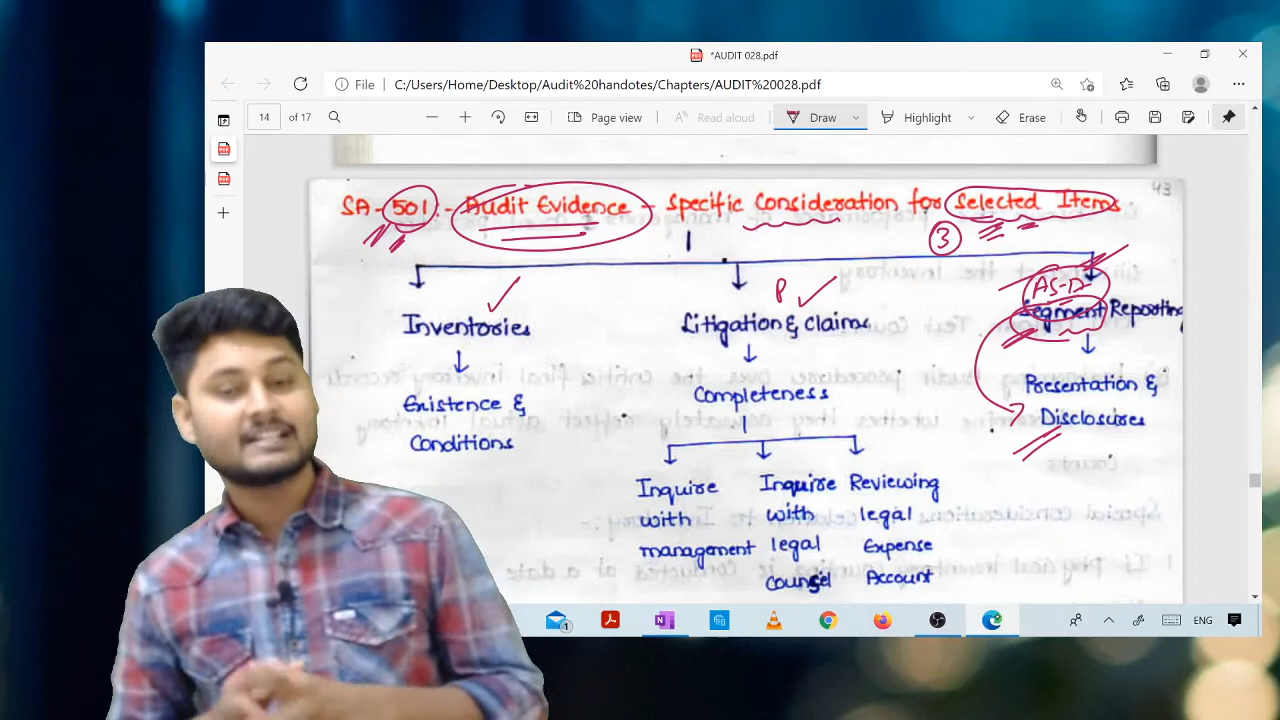 *AUDIT 028.pdf
File C:/Users/Home/Desktop/Audit%20handotes/Chapters/AUDIT%20028.pdf
14 of 17 Page view Read aloud Draw Highlight Erase
43
SA-501 - Audit Evidence - Specific Consideration for Selected Items
3
AS-17
Inventories
Litigation & Claims
Segment Reporting
Existence &
Conditions
Completeness
Presentation &
Disclosures
Inquire
with
management
Inquire
with
legal
Counsel
Reviewing
legal
Expense
Account
1
ENG